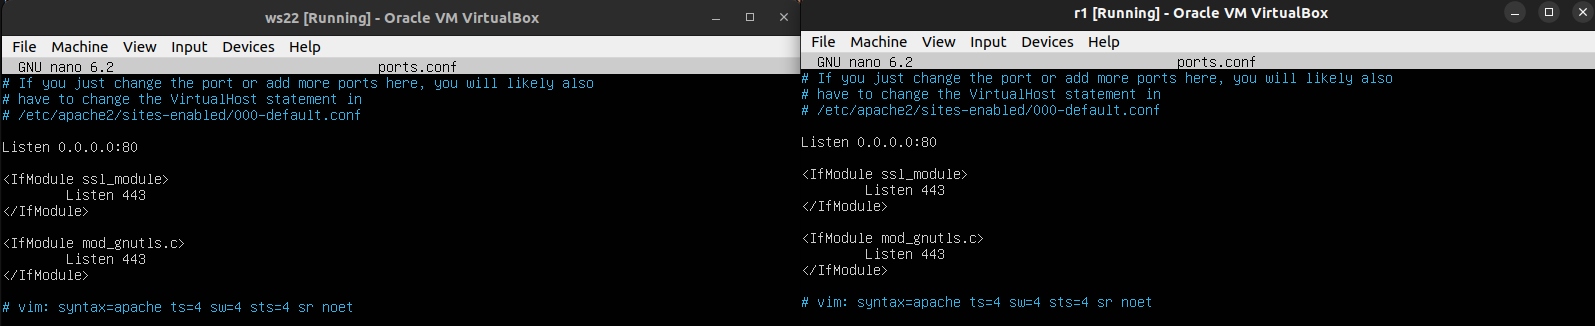 ws22 [Running] - Oracle VM VirtualBox
File Machine View Input Devices Help
GNU nano 6.2 ports.conf
# If you just change the port or add more ports here, you will likely also
# have to change the VirtualHost statement in
# /etc/apache2/sites-enabled/000-default.conf
Listen 0.0.0.0:80
<IfModule ssl_module>
Listen 443
</IfModule>
<IfModule mod_gnutls.c>
Listen 443
</IfModule>
# vim: syntax=apache ts=4 sw=4 sts=4 sr noet
r1 [Running] - Oracle VM VirtualBox
File Machine View Input Devices Help
GNU nano 6.2 ports.conf
# If you just change the port or add more ports here, you will likely also
# have to change the VirtualHost statement in
# /etc/apache2/sites-enabled/000-default.conf
Listen 0.0.0.0:80
<IfModule ssl_module>
Listen 443
</IfModule>
<IfModule mod_gnutls.c>
Listen 443
</IfModule>
# vim: syntax=apache ts=4 sw=4 sts=4 sr noet